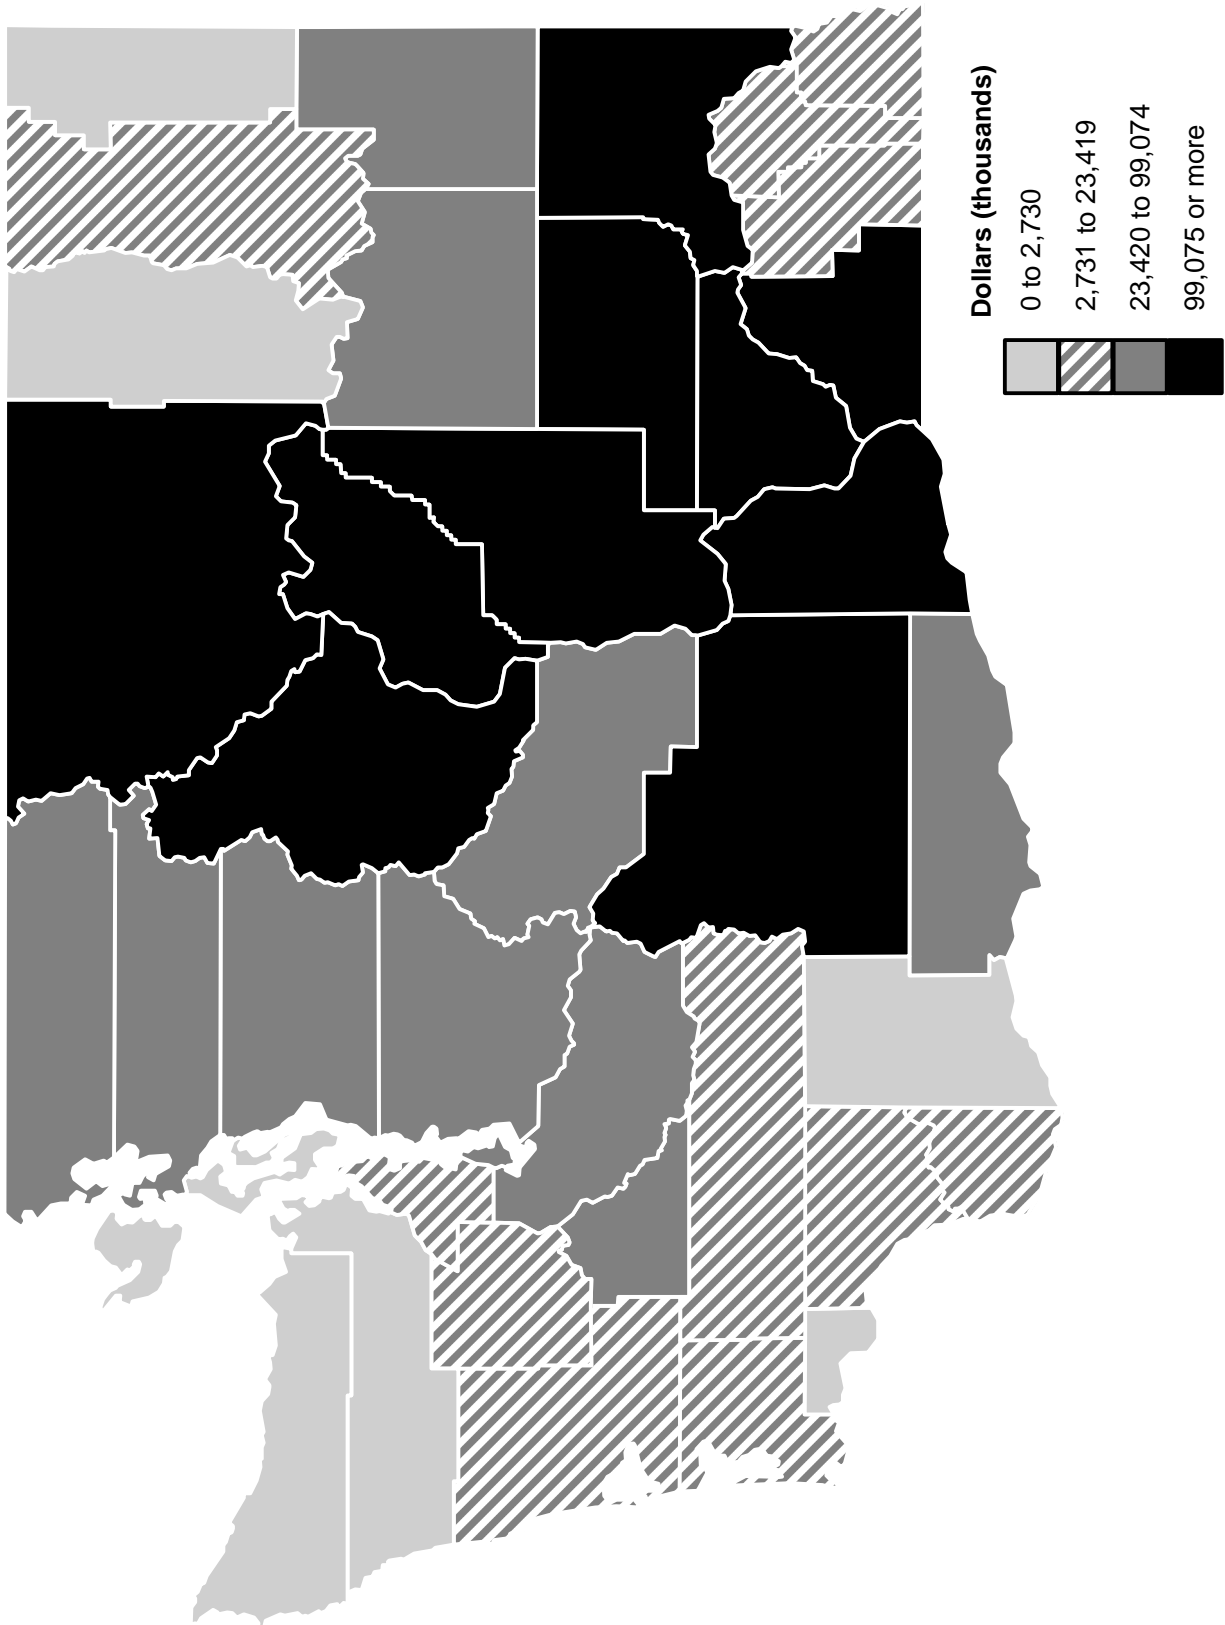 Dollars (thousands)
0 to 2,730
2,731 to 23,419
23,420 to 99,074
99,075 or more